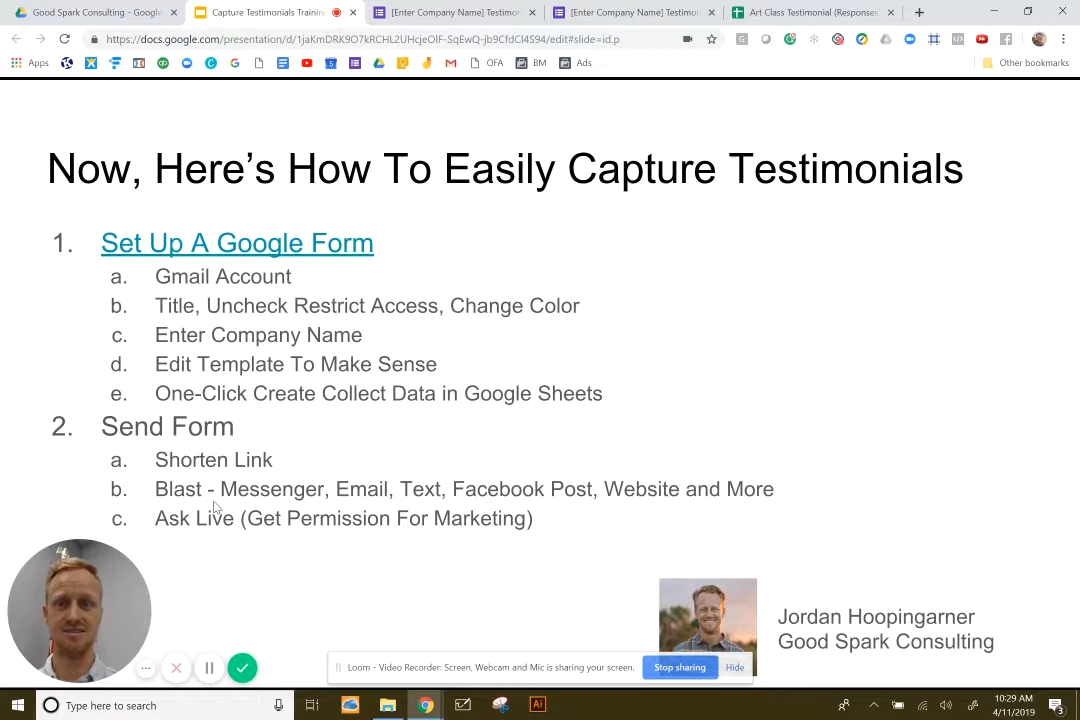 Good Spark Consulting - Google
Capture Testimonials Trainin
[Enter Company Name] Testimon
[Enter Company Name] Testimon
Art Class Testimonial (Responses
https://docs.google.com/presentation/d/1jaKmDRK9O7kRCHL2UHcjeOIF-SqEwQ-jb9CfdCl4S94/edit#slide=id.p
Apps
OFA
BM
Ads
Other bookmarks
Now, Here's How To Easily Capture Testimonials
1. Set Up A Google Form
a. Gmail Account
b. Title, Uncheck Restrict Access, Change Color
c. Enter Company Name
d. Edit Template To Make Sense
e. One-Click Create Collect Data in Google Sheets
2. Send Form
a. Shorten Link
b. Blast - Messenger, Email, Text, Facebook Post, Website and More
c. Ask Live (Get Permission For Marketing)
Jordan Hoopingarner
Good Spark Consulting
Loom - Video Recorder: Screen, Webcam and Mic is sharing your screen.
Stop sharing
Hide
Type here to search
Ai
10:29 AM
4/11/2019
3